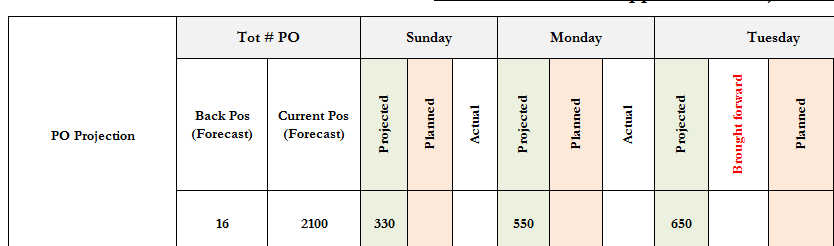 Tot # PO Sunday Monday Tuesday
PO Projection
Back Pos
(Forecast)
Current Pos
(Forecast)
Projected
Planned
Actual
Projected
Planned
Actual
Projected
Brought forward
Planned
16 2100 330 550 650